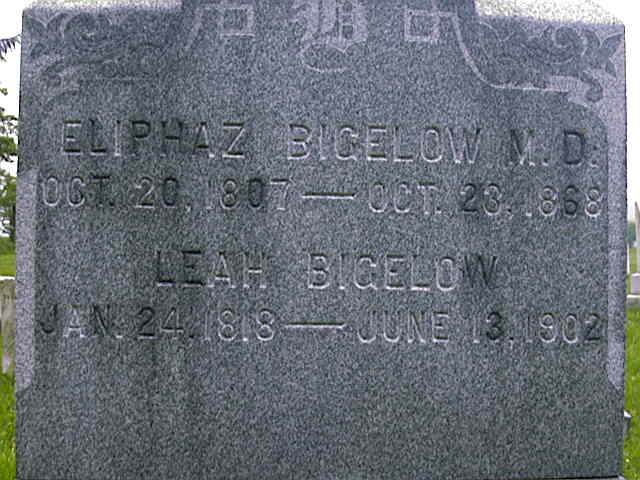 B
ELIPHAZ BIGELOW M.D.
OCT. 20, 1807 — OCT. 23, 1868
LEAH BIGELOW
JAN. 24, 1818 — JUNE 13, 1902